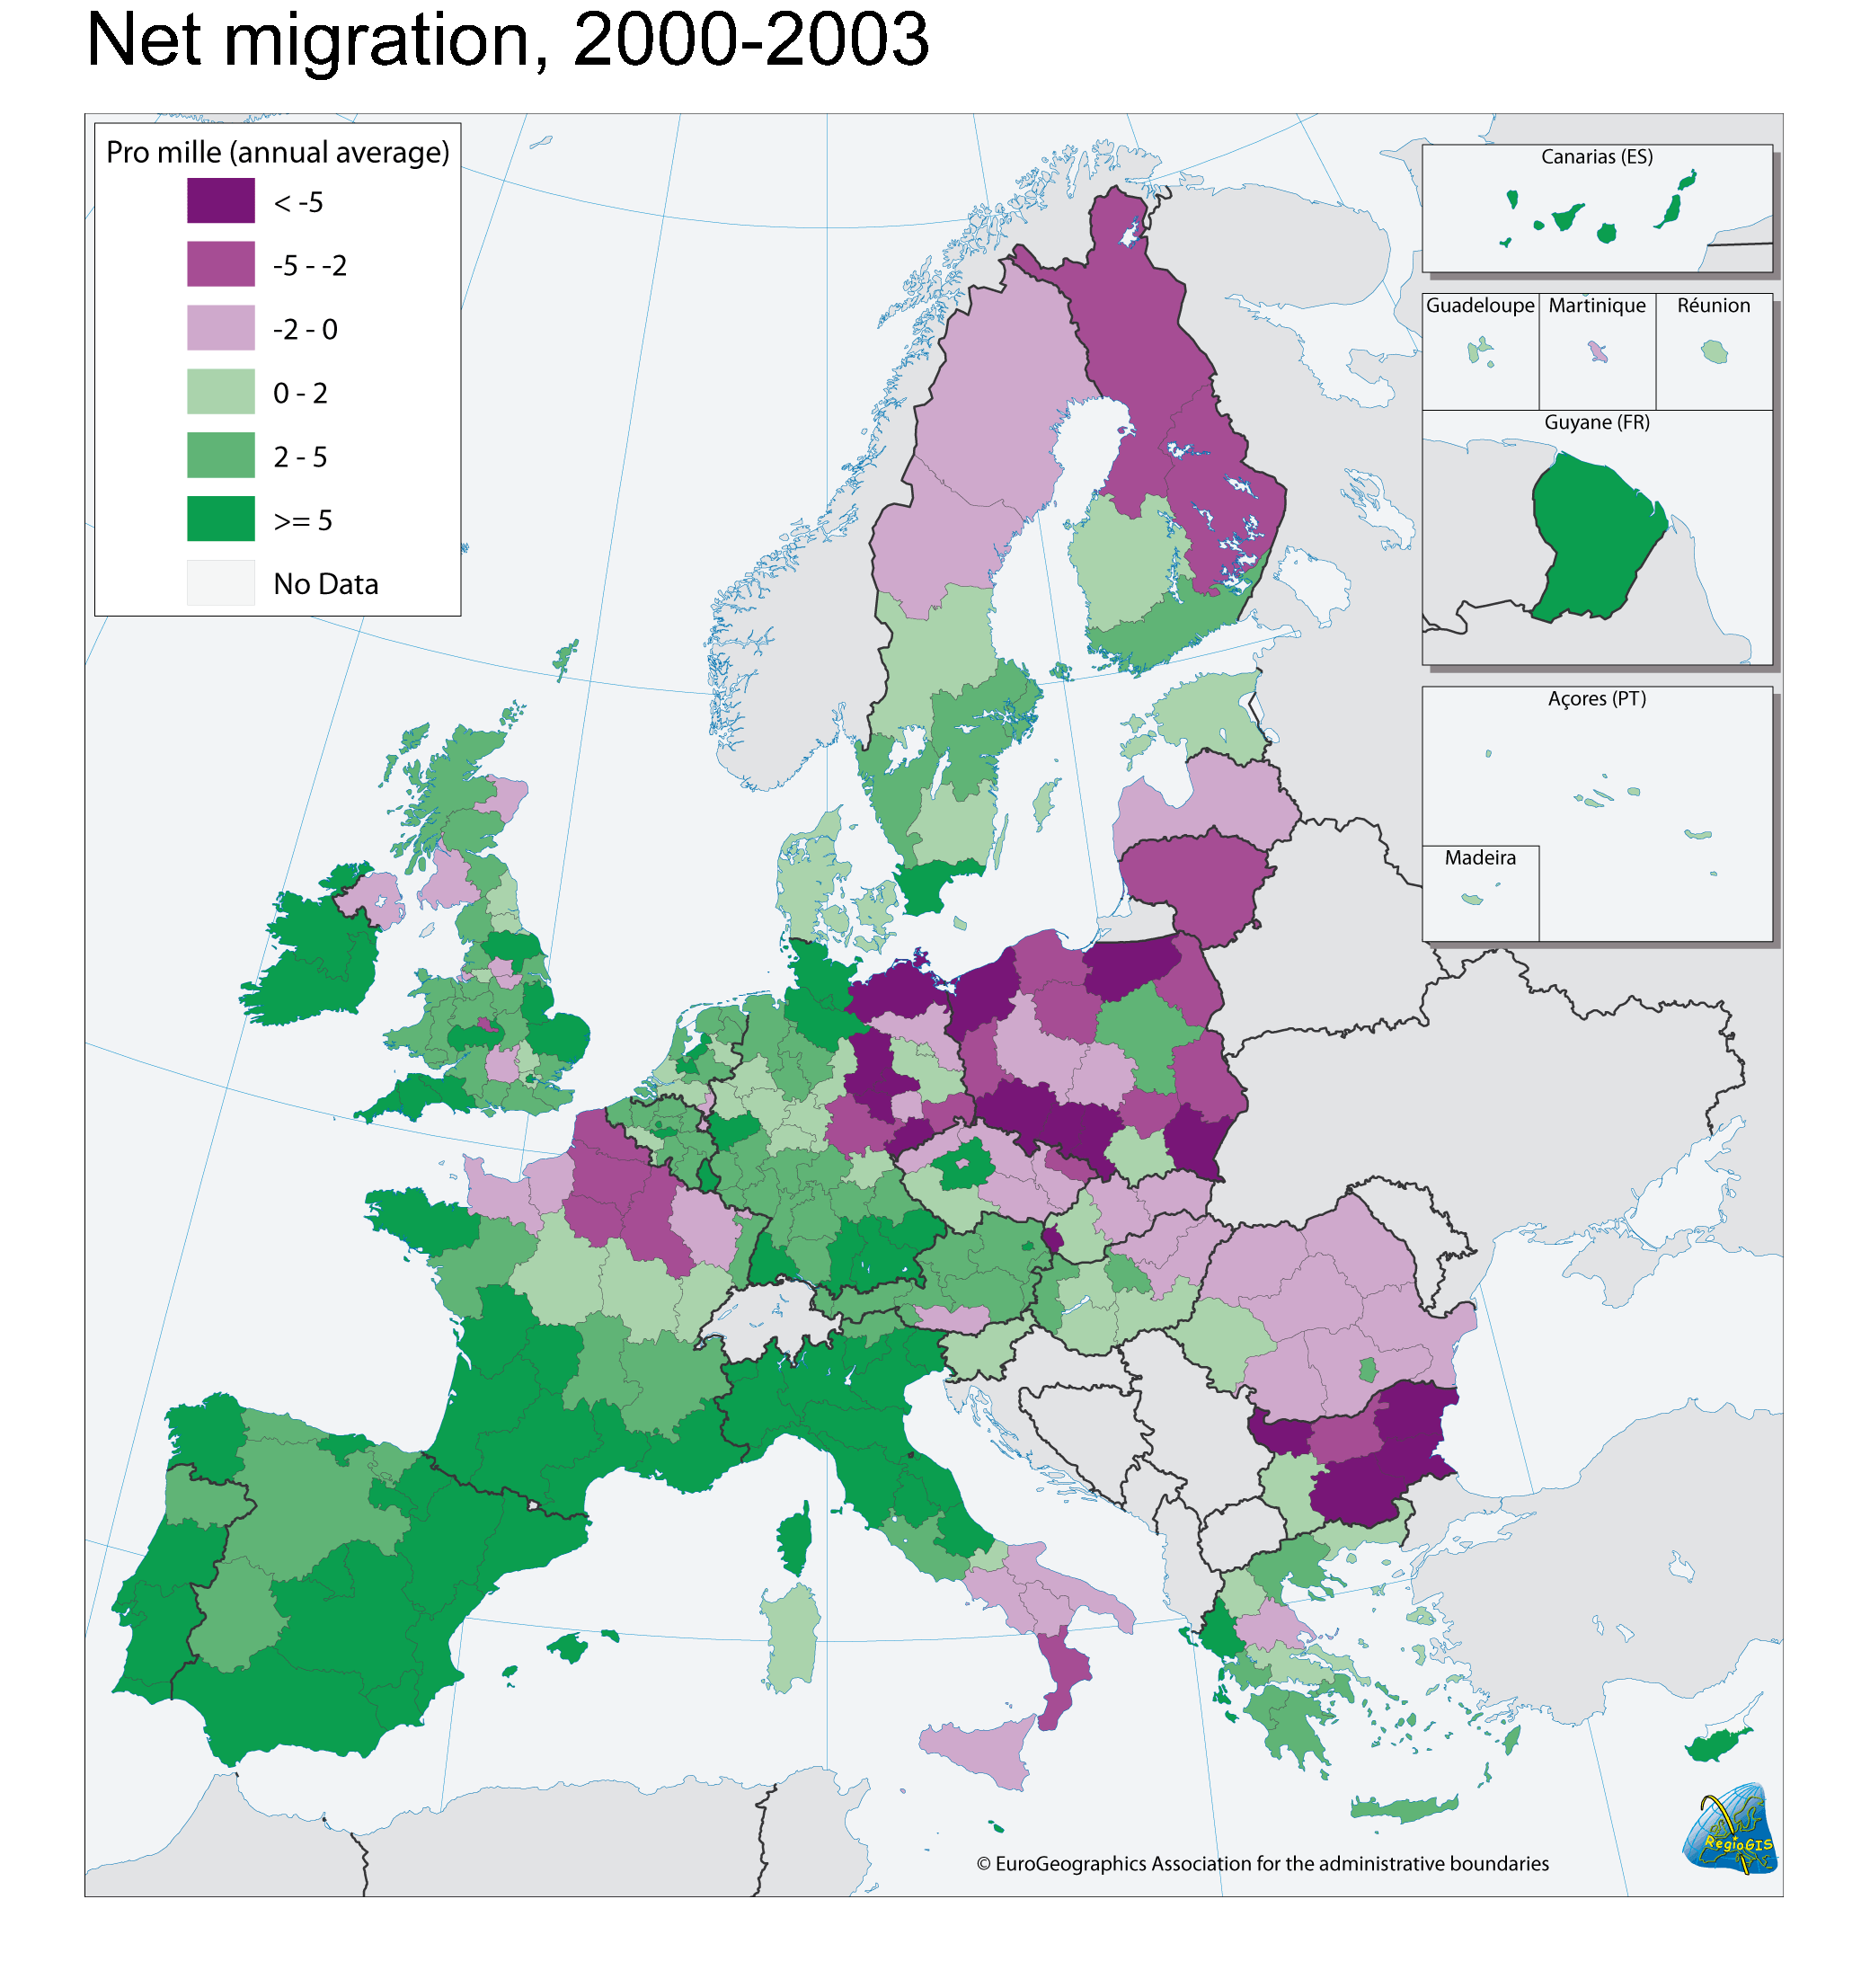 Net migration, 2000-2003
Pro mille (annual average)
< -5
-5 - -2
-2 - 0
0 - 2
2 - 5
>= 5
No Data
Canarias (ES)
Guadeloupe
Martinique
Réunion
Guyane (FR)
Açores (PT)
Madeira
RegioGIS
© EuroGeographics Association for the administrative boundaries